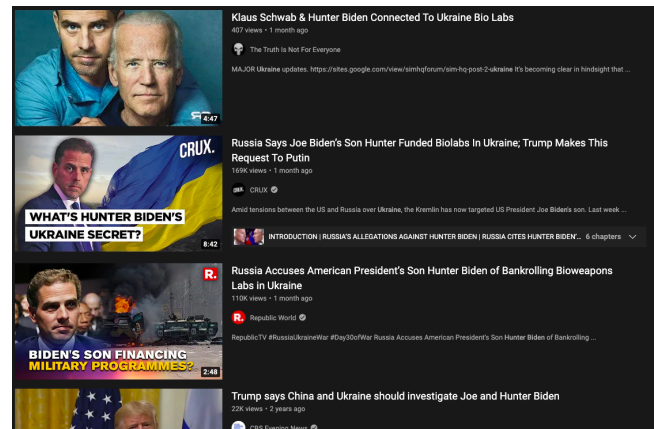 Klaus Schwab & Hunter Biden Connected To Ukraine Bio Labs
407 views • 1 month ago
The Truth Is Not For Everyone
MAJOR Ukraine updates. https://sites.google.com/view/simhqforum/sim-hq-post-2-ukraine It's becoming clear in hindsight that ...
4:47
CRUX.
WHAT'S HUNTER BIDEN'S
UKRAINE SECRET?
8:42
Russia Says Joe Biden's Son Hunter Funded Biolabs In Ukraine; Trump Makes This
Request To Putin
169K views • 1 month ago
CRUX
Amid tensions between the US and Russia over Ukraine, the Kremlin has now targeted US President Joe Biden's son. Last week ...
INTRODUCTION | RUSSIA'S ALLEGATIONS AGAINST HUNTER BIDEN | RUSSIA CITES HUNTER BIDEN'... 6 chapters
R.
BIDEN'S SON FINANCING
MILITARY PROGRAMMES?
2:48
Russia Accuses American President's Son Hunter Biden of Bankrolling Bioweapons
Labs in Ukraine
110K views • 1 month ago
R.
Republic World
RepublicTV #RussiaUkraineWar #Day30ofWar Russia Accuses American President's Son Hunter Biden of Bankrolling ...
Trump says China and Ukraine should investigate Joe and Hunter Biden
22K views • 2 years ago
CBS Evening News